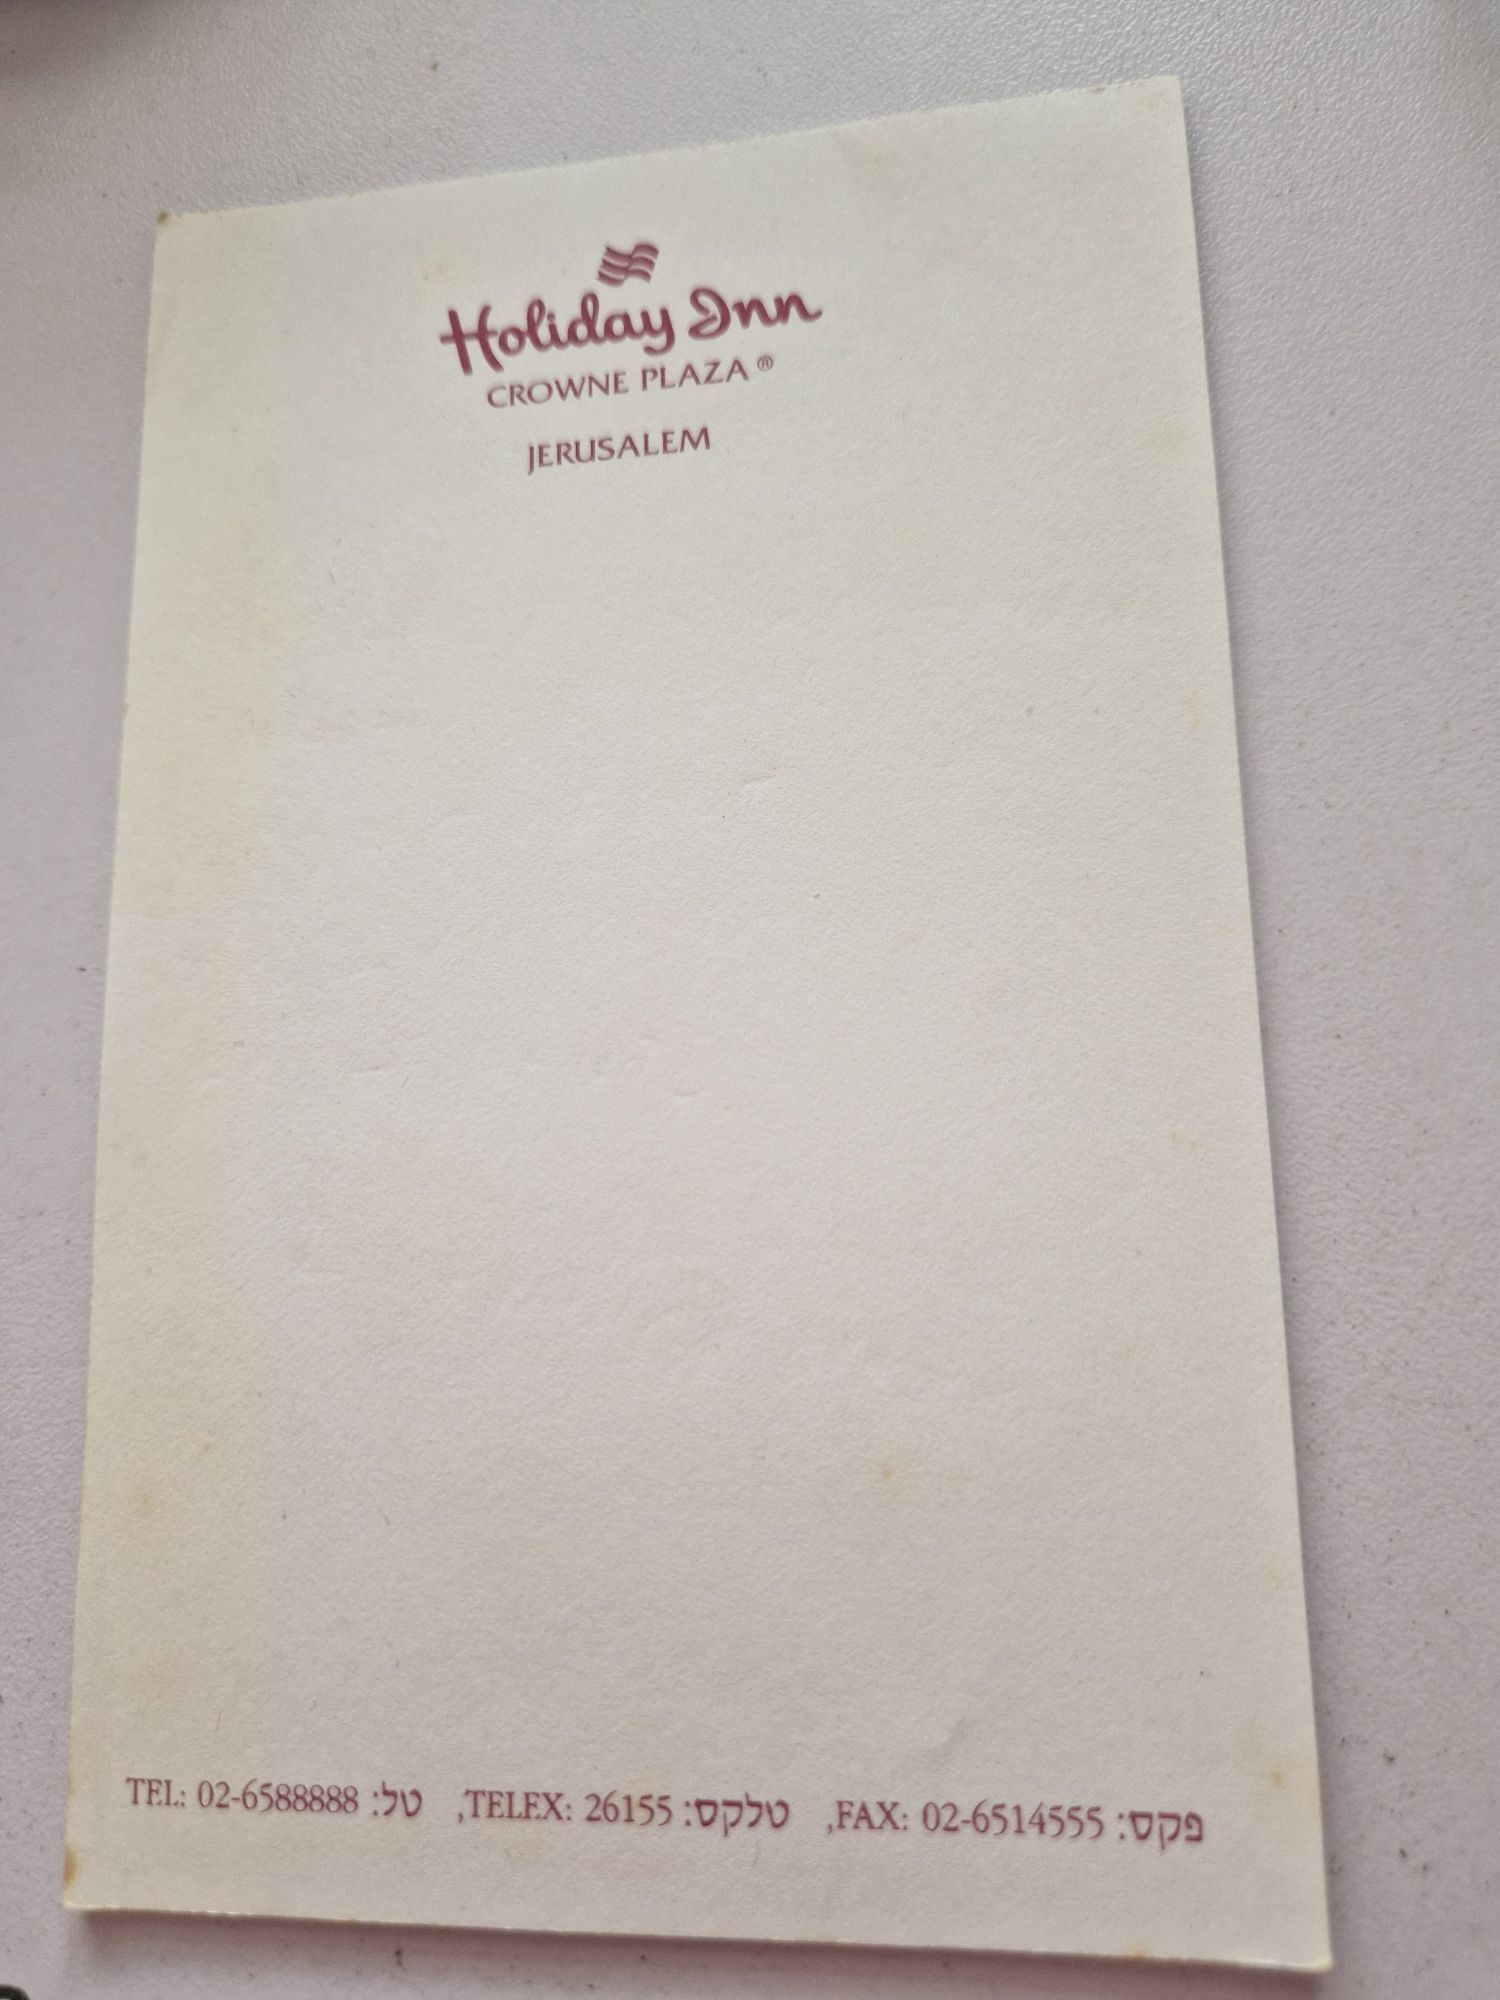 Holiday Inn
CROWNE PLAZA ®
JERUSALEM
TEL: 02-6588888 :טל ,TELEX: 26155 :טלקס ,FAX: 02-6514555 :פקס